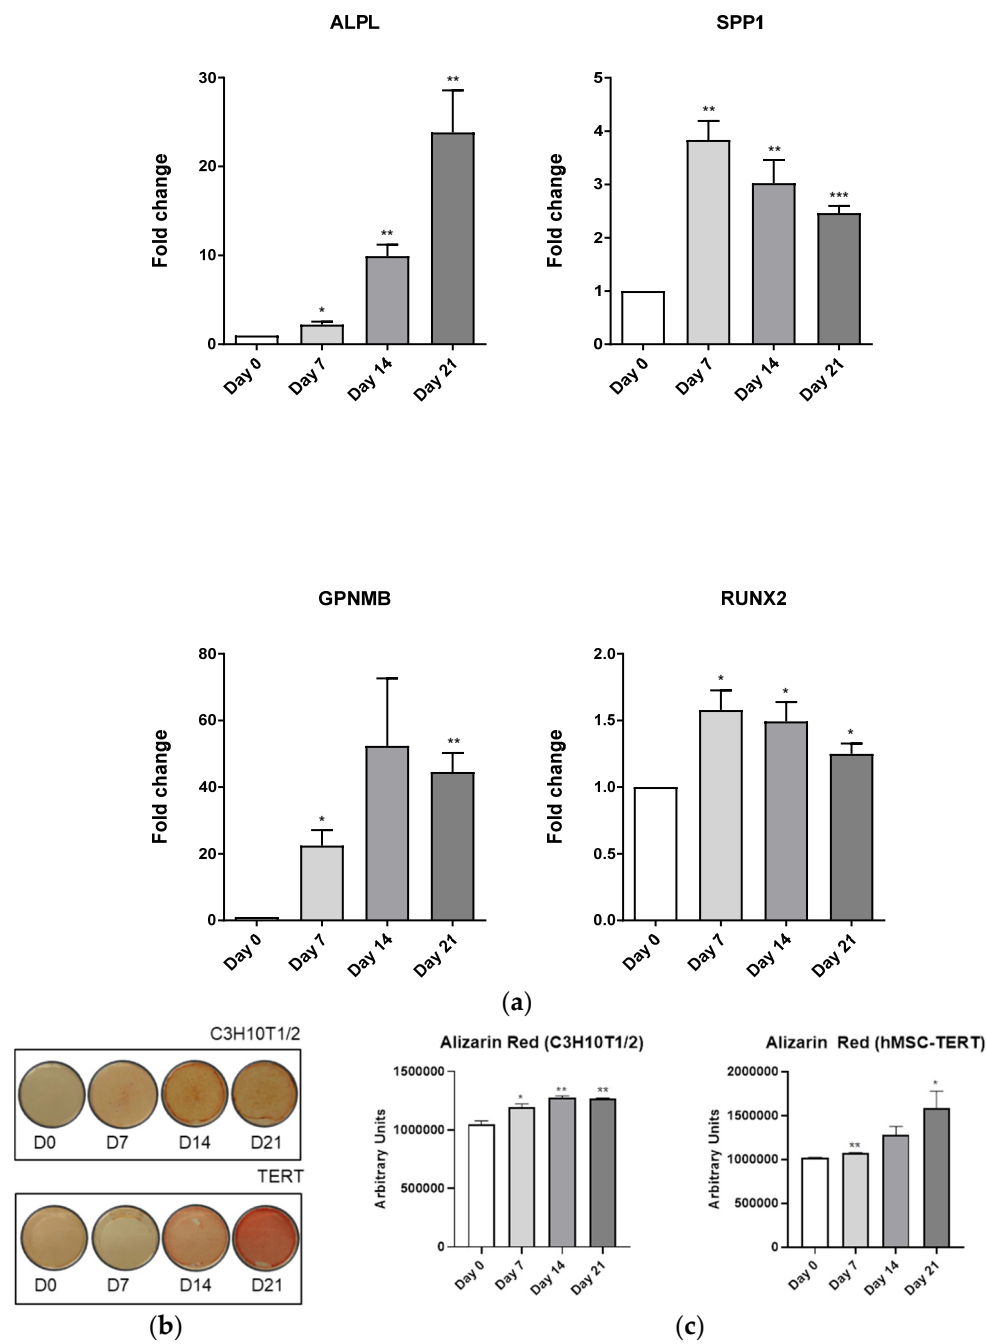 ALPL
30
20
10
0
Fold change
*
**
**
Day 0
Day 7
Day 14
Day 21
SPP1
5
4
3
2
1
0
Fold change
**
**
***
Day 0
Day 7
Day 14
Day 21
GPNMB
80
60
40
20
0
Fold change
*
**
Day 0
Day 7
Day 14
Day 21
RUNX2
2.0
1.5
1.0
0.5
0.0
Fold change
*
*
*
Day 0
Day 7
Day 14
Day 21
(a)
C3H10T1/2
D0 D7 D14 D21
TERT
D0 D7 D14 D21
(b)
Alizarin Red (C3H10T1/2)
1500000
1000000
500000
0
Arbitrary Units
*
**
**
Day 0
Day 7
Day 14
Day 21
Alizarin Red (hMSC-TERT)
2000000
1500000
1000000
500000
0
Arbitrary Units
**
*
Day 0
Day 7
Day 14
Day 21
(c)